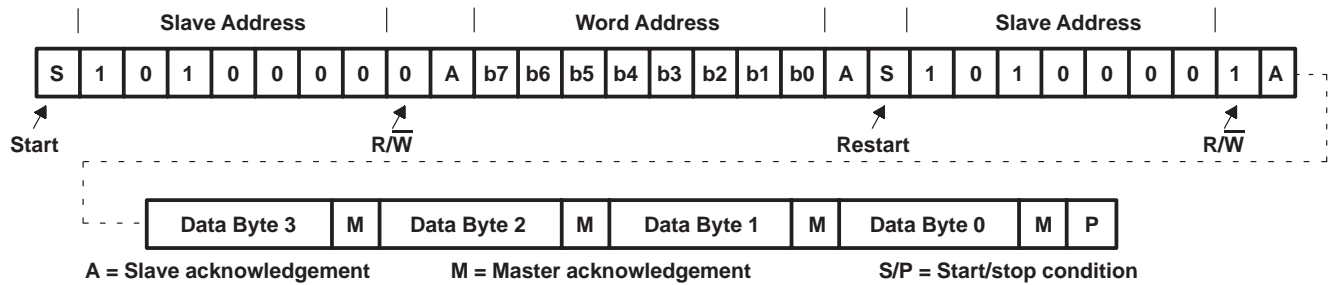 Slave Address Word Address Slave Address
S 1 0 1 0 0 0 0 0 A b7 b6 b5 b4 b3 b2 b1 b0 A S 1 0 1 0 0 0 0 1 A
Start R/W Restart R/W
Data Byte 3 M Data Byte 2 M Data Byte 1 M Data Byte 0 M P
A = Slave acknowledgement M = Master acknowledgement S/P = Start/stop condition